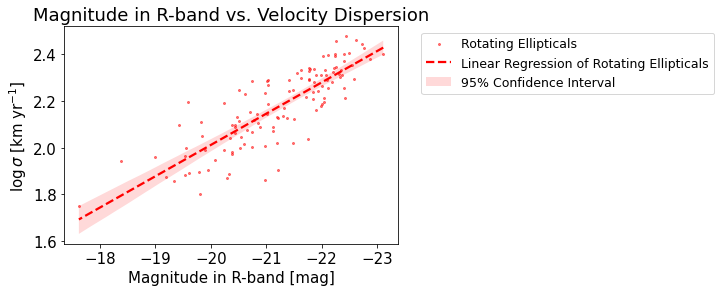 Magnitude in R-band vs. Velocity Dispersion
Rotating Ellipticals
Linear Regression of Rotating Ellipticals
95% Confidence Interval
log σ [km yr⁻¹]
2.4
2.2
2.0
1.8
1.6
−18 −19 −20 −21 −22 −23
Magnitude in R-band [mag]